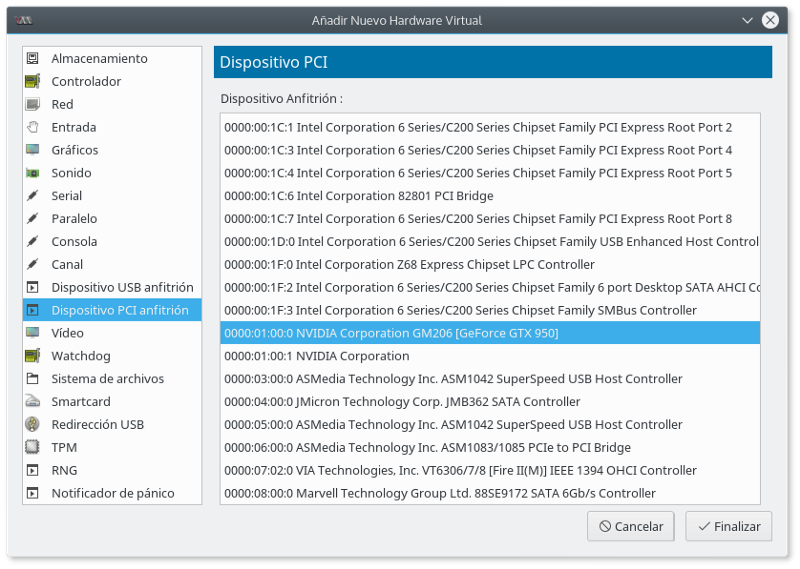 Añadir Nuevo Hardware Virtual
Almacenamiento
Controlador
Red
Entrada
Gráficos
Sonido
Serial
Paralelo
Consola
Canal
Dispositivo USB anfitrión
Dispositivo PCI anfitrión
Vídeo
Watchdog
Sistema de archivos
Smartcard
Redirección USB
TPM
RNG
Notificador de pánico
Dispositivo PCI
Dispositivo Anfitrión :
0000:00:1C:1 Intel Corporation 6 Series/C200 Series Chipset Family PCI Express Root Port 2
0000:00:1C:3 Intel Corporation 6 Series/C200 Series Chipset Family PCI Express Root Port 4
0000:00:1C:4 Intel Corporation 6 Series/C200 Series Chipset Family PCI Express Root Port 5
0000:00:1C:6 Intel Corporation 82801 PCI Bridge
0000:00:1C:7 Intel Corporation 6 Series/C200 Series Chipset Family PCI Express Root Port 8
0000:00:1D:0 Intel Corporation 6 Series/C200 Series Chipset Family USB Enhanced Host Control
0000:00:1F:0 Intel Corporation Z68 Express Chipset LPC Controller
0000:00:1F:2 Intel Corporation 6 Series/C200 Series Chipset Family 6 port Desktop SATA AHCI Co
0000:00:1F:3 Intel Corporation 6 Series/C200 Series Chipset Family SMBus Controller
0000:01:00:0 NVIDIA Corporation GM206 [GeForce GTX 950]
0000:01:00:1 NVIDIA Corporation
0000:03:00:0 ASMedia Technology Inc. ASM1042 SuperSpeed USB Host Controller
0000:04:00:0 JMicron Technology Corp. JMB362 SATA Controller
0000:05:00:0 ASMedia Technology Inc. ASM1042 SuperSpeed USB Host Controller
0000:06:00:0 ASMedia Technology Inc. ASM1083/1085 PCIe to PCI Bridge
0000:07:02:0 VIA Technologies, Inc. VT6306/7/8 [Fire II(M)] IEEE 1394 OHCI Controller
0000:08:00:0 Marvell Technology Group Ltd. 88SE9172 SATA 6Gb/s Controller
Cancelar
Finalizar